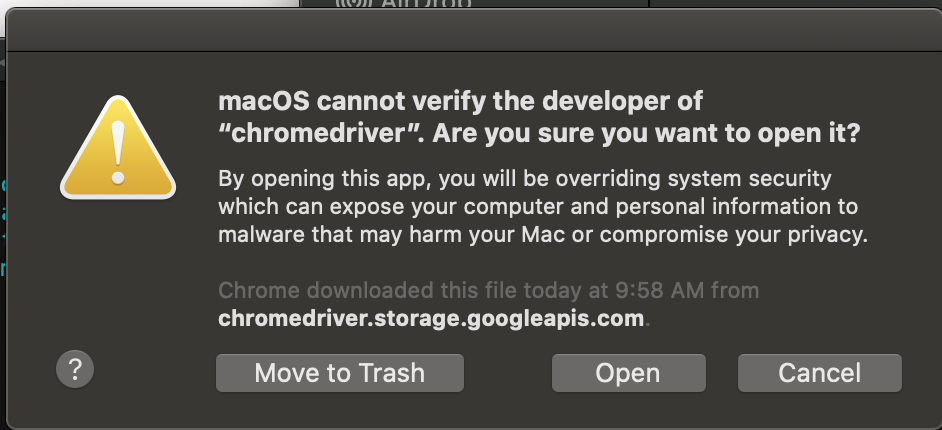 AirDrop
macOS cannot verify the developer of
“chromedriver”. Are you sure you want to open it?
By opening this app, you will be overriding system security
which can expose your computer and personal information to
malware that may harm your Mac or compromise your privacy.
Chrome downloaded this file today at 9:58 AM from
chromedriver.storage.googleapis.com.
?
Move to Trash
Open
Cancel